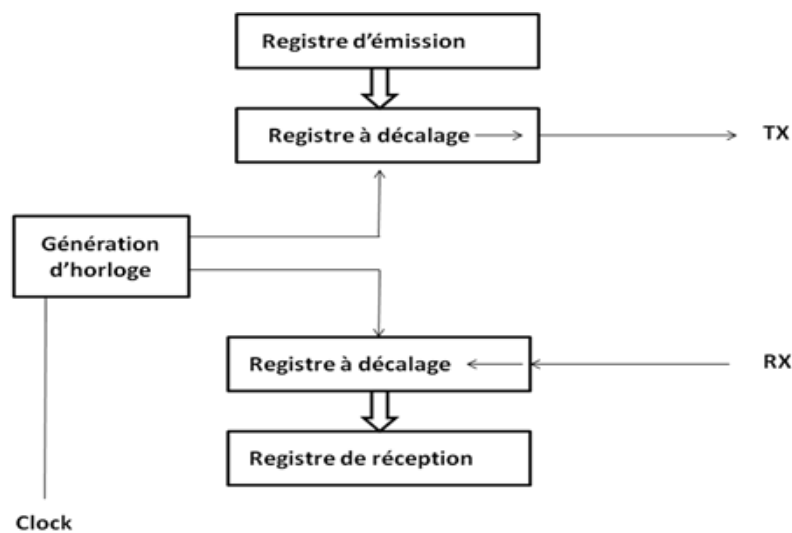 Registre d'émission
Registre à décalage
TX
Génération
d'horloge
Registre à décalage
RX
Registre de réception
Clock